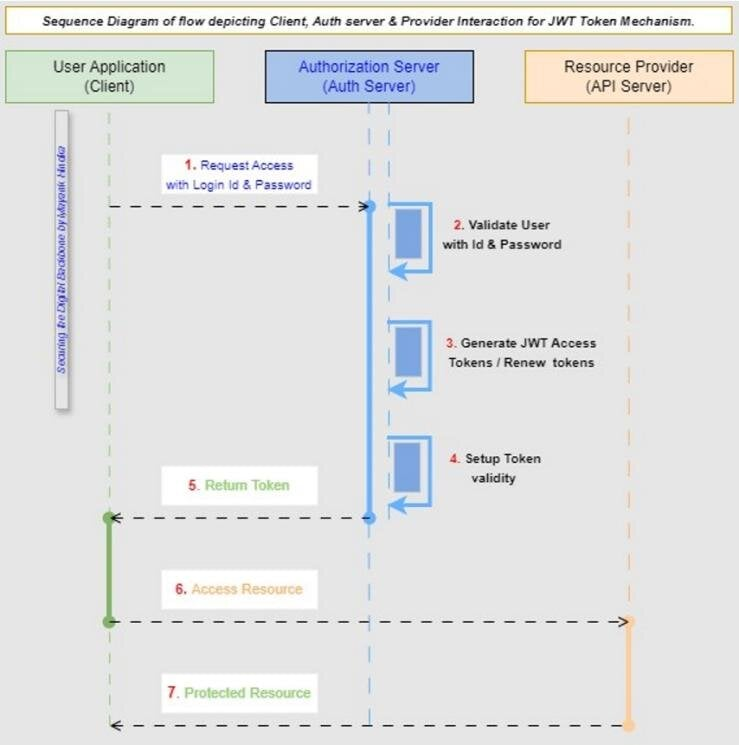 Sequence Diagram of flow depicting Client, Auth server & Provider Interaction for JWT Token Mechanism.
User Application
(Client)
Authorization Server
(Auth Server)
Resource Provider
(API Server)
Securing the Digital Backbone by Mayank
1. Request Access
with Login Id & Password
2. Validate User
with Id & Password
3. Generate JWT Access
Tokens / Renew tokens
4. Setup Token
validity
5. Return Token
6. Access Resource
7. Protected Resource